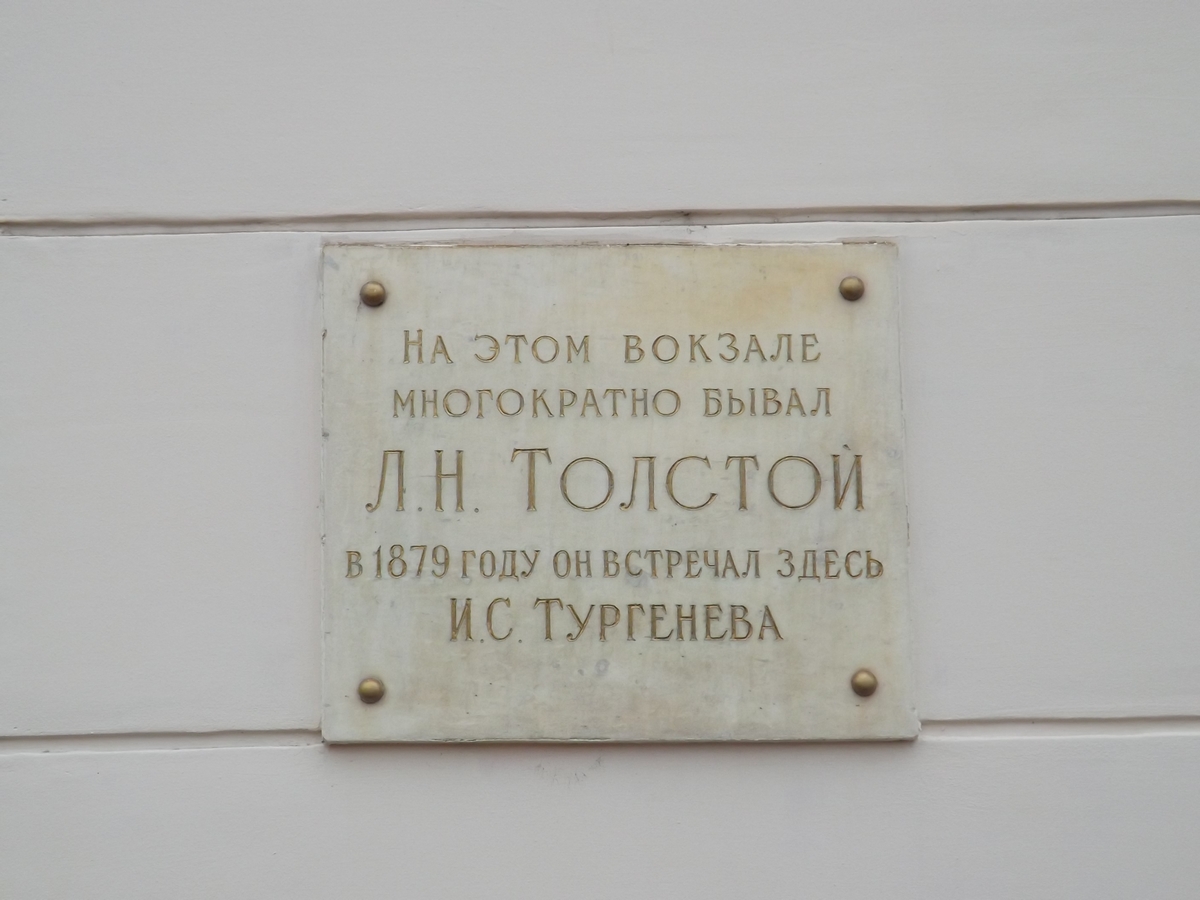 На этом вокзале
многократно бывал
Л.Н. Толстой
в 1879 году он встречал здесь
И.С. Тургенева